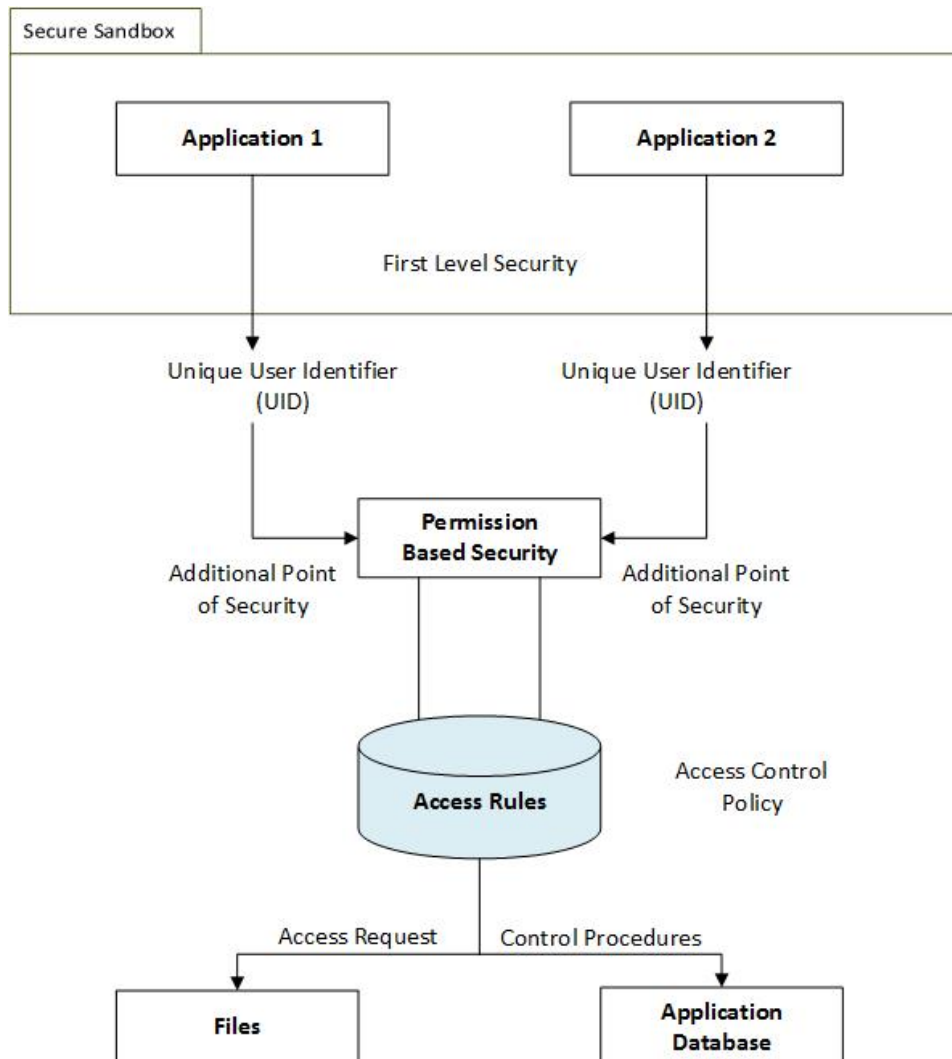 Secure Sandbox
Application 1
Application 2
First Level Security
Unique User Identifier
(UID)
Unique User Identifier
(UID)
Permission
Based Security
Additional Point
of Security
Additional Point
of Security
Access Rules
Access Control
Policy
Access Request
Control Procedures
Files
Application
Database